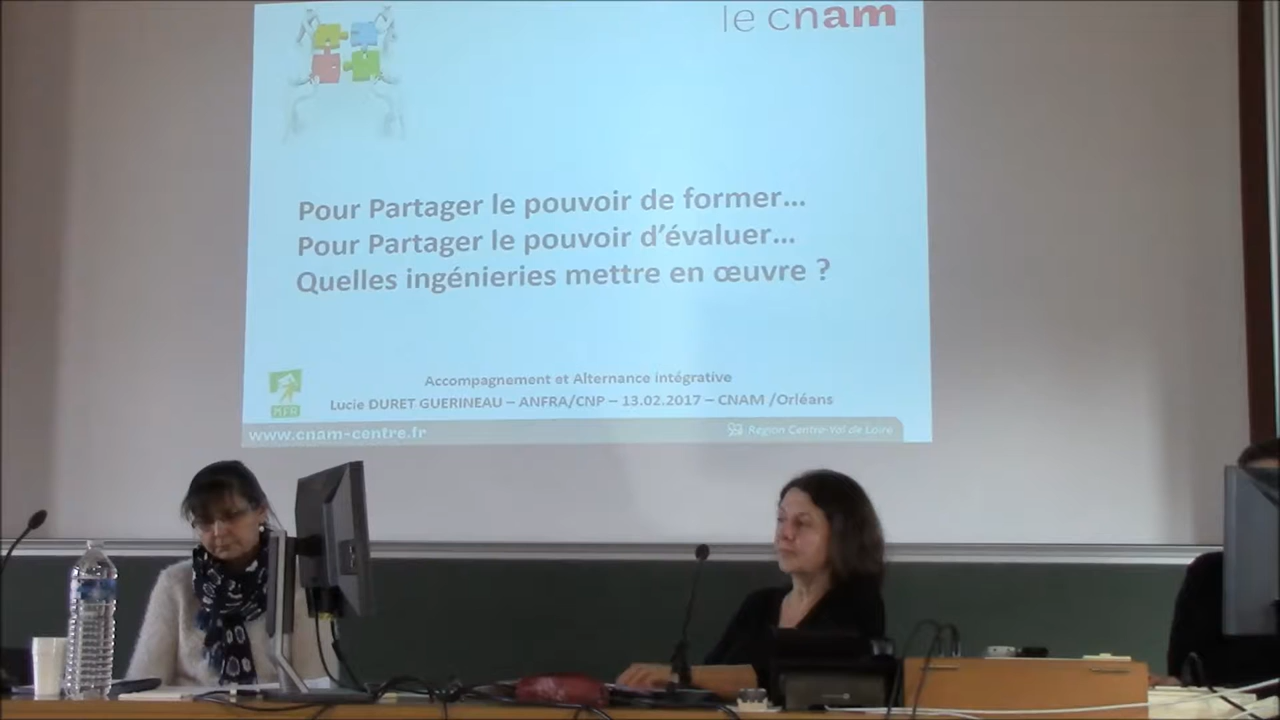 le cnam
Pour Partager le pouvoir de former...
Pour Partager le pouvoir d'évaluer...
Quelles ingénieries mettre en œuvre ?
Accompagnement et Alternance intégrative
MFR
Lucie DURET GUERINEAU – ANFRA/CNP – 13.02.2017 – CNAM /Orléans
www.cnam-centre.fr
Région Centre-Val de Loire